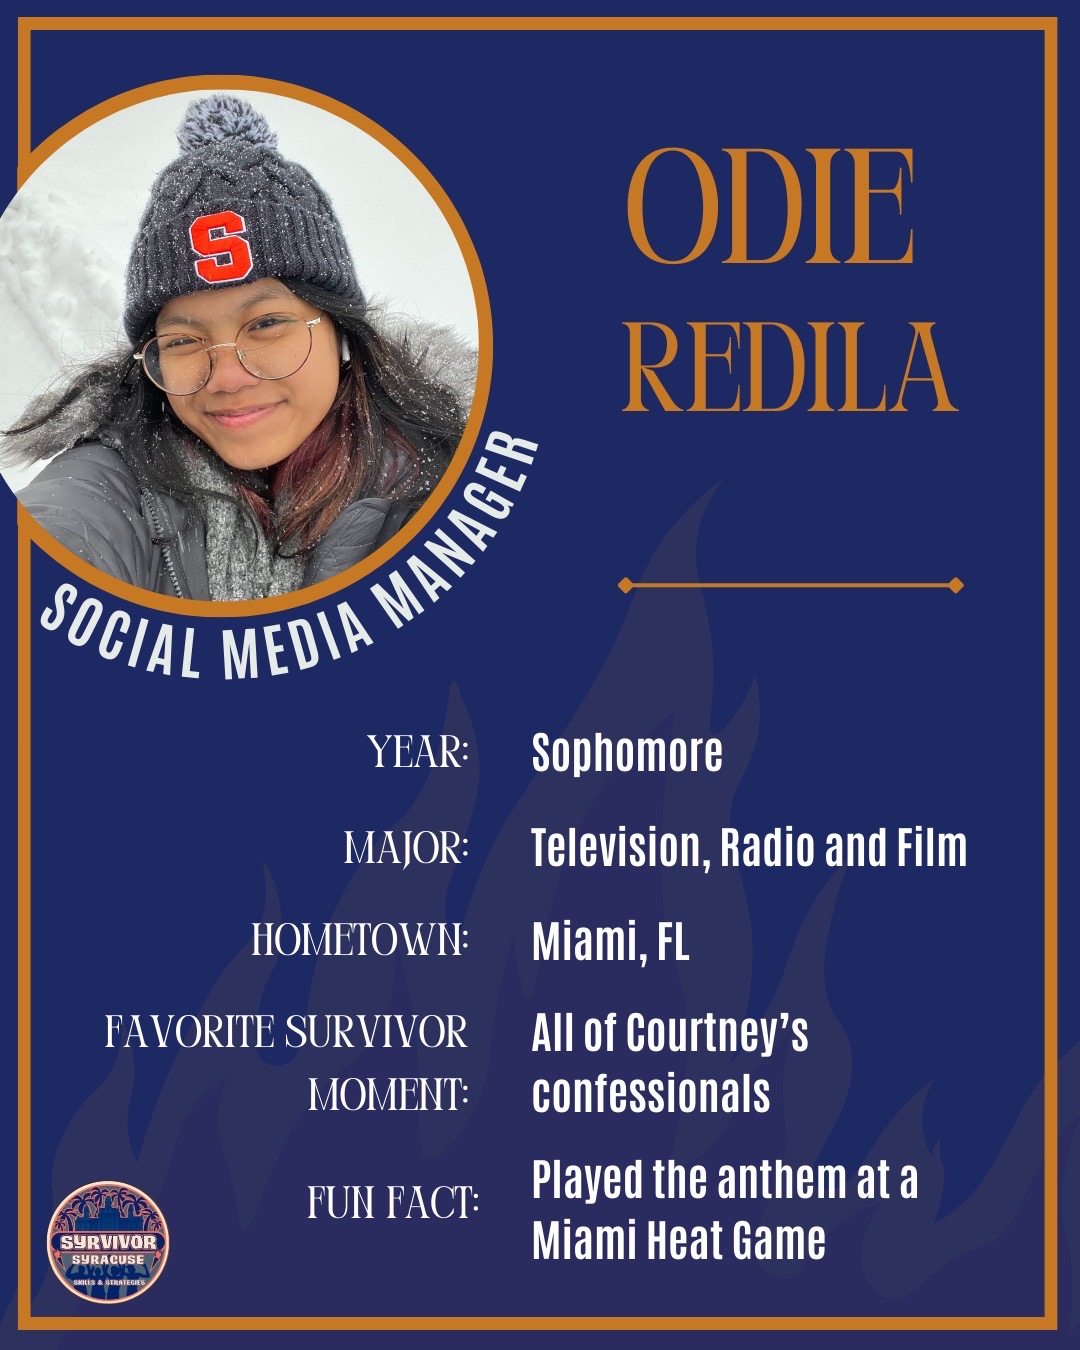 S
ODIE
REDILA
SOCIAL MEDIA MANAGER
YEAR: Sophomore
MAJOR: Television, Radio and Film
HOMETOWN: Miami, FL
FAVORITE SURVIVOR
MOMENT:
All of Courtney’s
confessionals
FUN FACT:
Played the anthem at a
Miami Heat Game
SURVIVOR
SYRACUSE
SKILLS & STRATEGIES